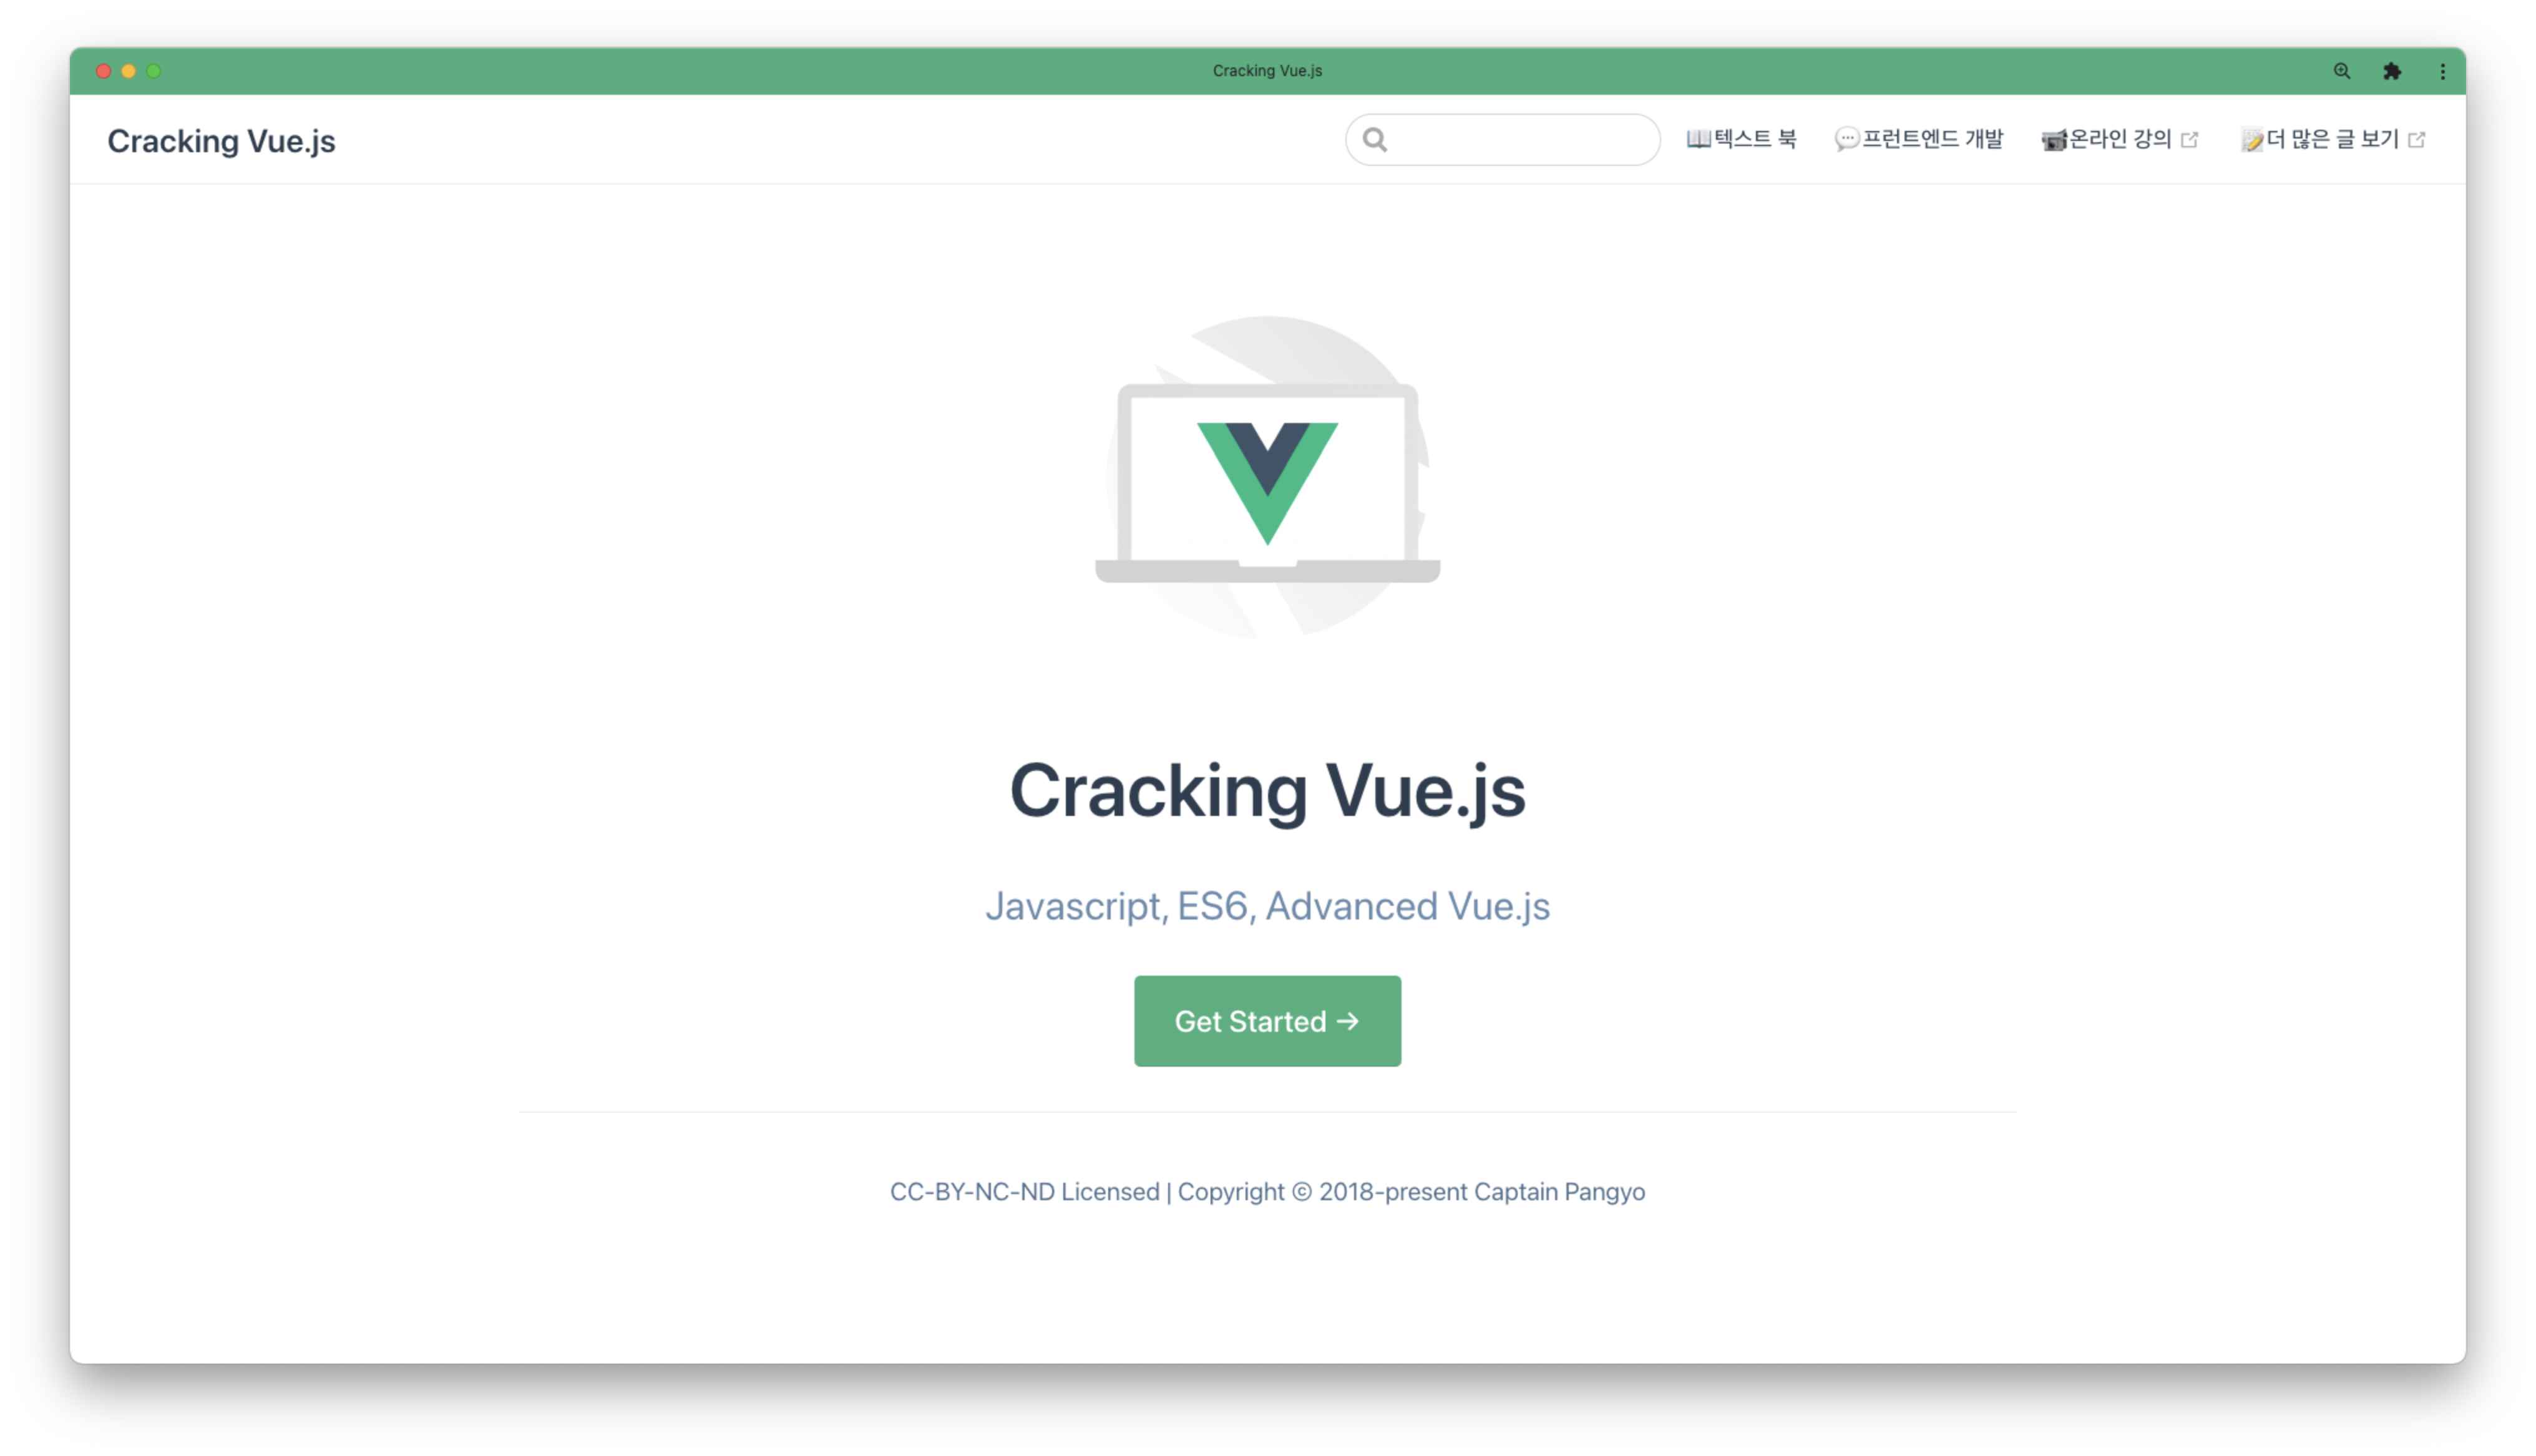 Cracking Vue.js
Cracking Vue.js
텍스트 북
프런트엔드 개발
온라인 강의
더 많은 글 보기
Cracking Vue.js
Javascript, ES6, Advanced Vue.js
Get Started →
CC-BY-NC-ND Licensed | Copyright © 2018-present Captain Pangyo